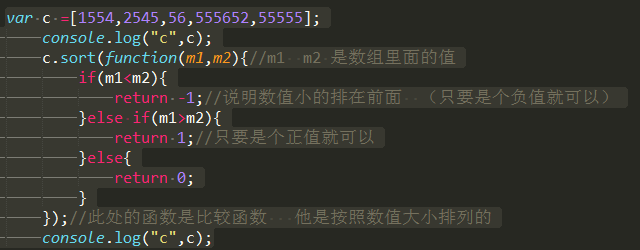 var c =[1554,2545,56,555652,55555];
console.log("c",c);
c.sort(function(m1,m2){//m1  m2 是数组里面的值
if(m1<m2){
return -1;//说明数值小的排在前面  （只要是个负值就可以）
}else if(m1>m2){
return 1;//只要是个正值就可以
}else{
return 0;
}
});//此处的函数是比较函数   他是按照数值大小排列的
console.log("c",c);